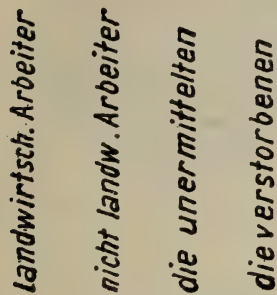 Landwirtsch. Arbeiter
nicht landw. Arbeiter
die unermittelten
die verstorbenen